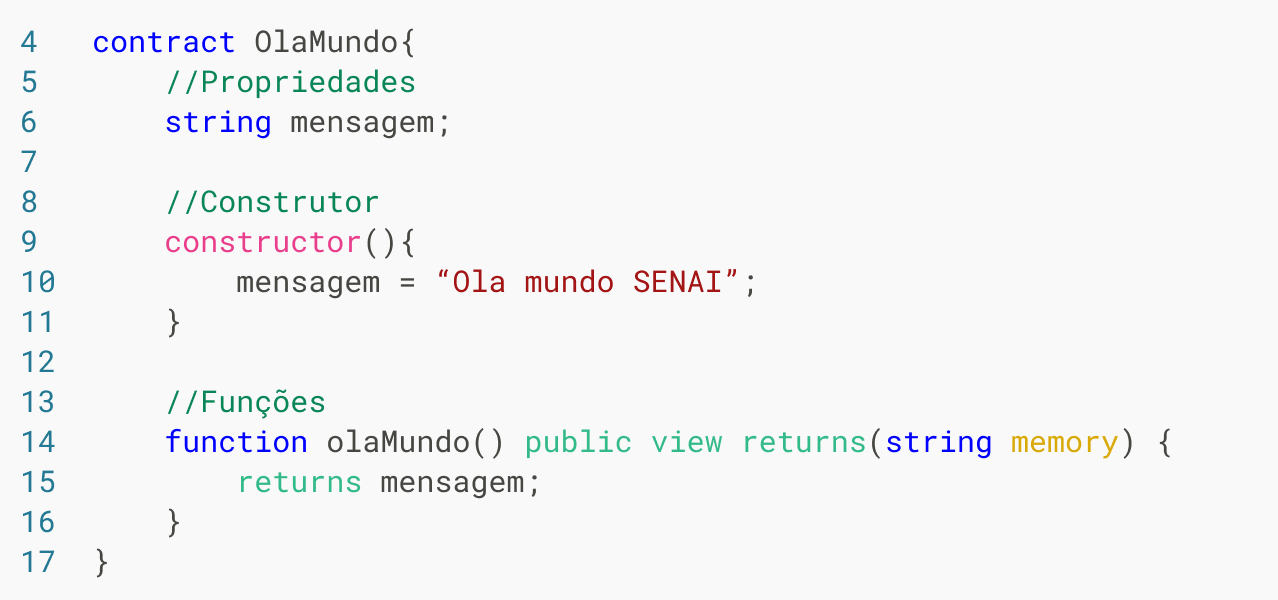 4 contract OlaMundo{
5 //Propriedades
6 string mensagem;
7
8 //Construtor
9 constructor(){
10 mensagem = “Ola mundo SENAI”;
11 }
12
13 //Funções
14 function olaMundo() public view returns(string memory) {
15 returns mensagem;
16 }
17 }